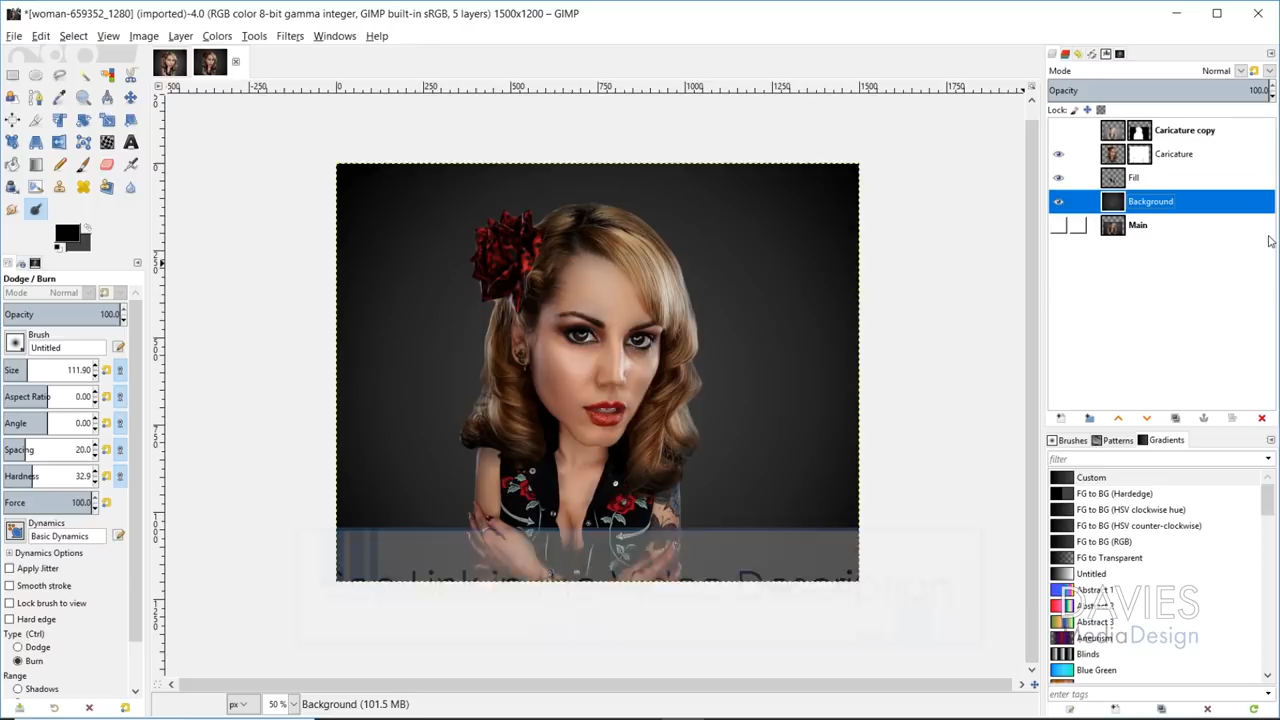 *[woman-659352_1280] (imported)-4.0 (RGB color 8-bit gamma integer, GIMP built-in sRGB, 5 layers) 1500x1200 – GIMP
File Edit Select View Image Layer Colors Tools Filters Windows Help
-500 -250 0 250 500 750 1000 1250 1500 1750
Mode Normal
Opacity 100.0
Lock:
Caricature copy
Caricature
Fill
Background
Main
Dodge / Burn
Mode Normal
Opacity 100.0
Brush
Untitled
Size 111.90
Aspect Ratio 0.00
Angle 0.00
Spacing 20.0
Hardness 32.9
Force 100.0
Dynamics
Basic Dynamics
Dynamics Options
Apply Jitter
Smooth stroke
Lock brush to view
Hard edge
Type (Ctrl)
Dodge
Burn
Range
Shadows
Brushes Patterns Gradients
filter
Custom
FG to BG (Hardedge)
FG to BG (HSV clockwise hue)
FG to BG (HSV counter-clockwise)
FG to BG (RGB)
FG to Transparent
Untitled
Abstract 1
Abstract 2
Abstract 3
Aneurism
Blinds
Blue Green
enter tags
DAVIES
MediaDesign
px 50 % Background (101.5 MB)